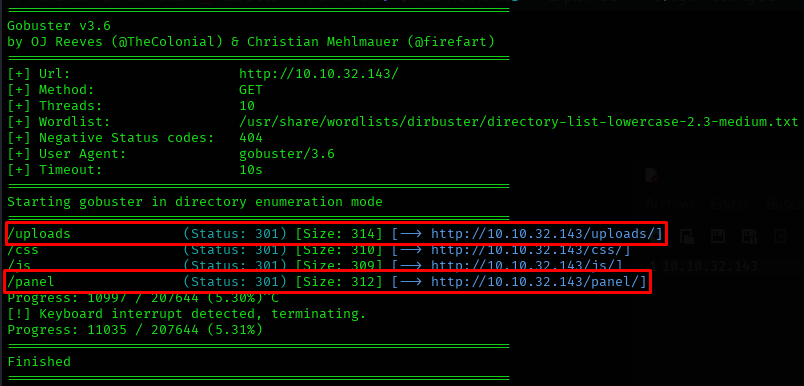 ===============================================================
Gobuster v3.6
by OJ Reeves (@TheColonial) & Christian Mehlmauer (@firefart)
===============================================================
[+] Url:                     http://10.10.32.143/
[+] Method:                  GET
[+] Threads:                 10
[+] Wordlist:                /usr/share/wordlists/dirbuster/directory-list-lowercase-2.3-medium.txt
[+] Negative Status codes:   404
[+] User Agent:              gobuster/3.6
[+] Timeout:                 10s
===============================================================
Starting gobuster in directory enumeration mode
===============================================================
/uploads              (Status: 301) [Size: 314] [--> http://10.10.32.143/uploads/]
/css                  (Status: 301) [Size: 310] [--> http://10.10.32.143/css/]
/js                   (Status: 301) [Size: 309] [--> http://10.10.32.143/js/]
/panel                (Status: 301) [Size: 312] [--> http://10.10.32.143/panel/]
Progress: 10997 / 207644 (5.30%)^C
[!] Keyboard interrupt detected, terminating.
Progress: 11035 / 207644 (5.31%)
===============================================================
Finished
===============================================================
10.10.32.143